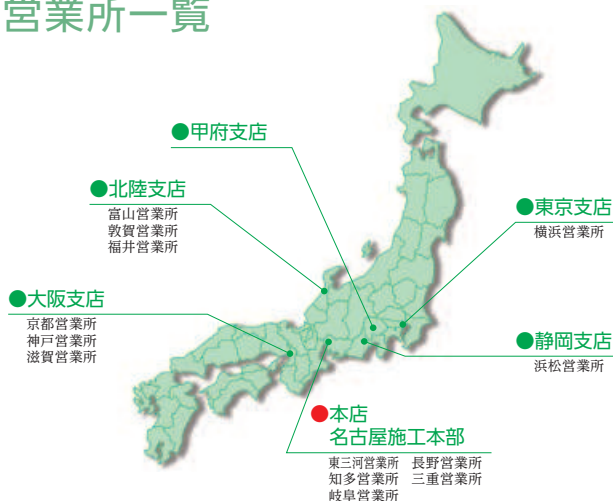 営業所一覧
●甲府支店
●北陸支店
富山営業所
敦賀営業所
福井営業所
●東京支店
横浜営業所
●大阪支店
京都営業所
神戸営業所
滋賀営業所
●静岡支店
浜松営業所
●本店
名古屋施工本部
東三河営業所 長野営業所
知多営業所 三重営業所
岐阜営業所